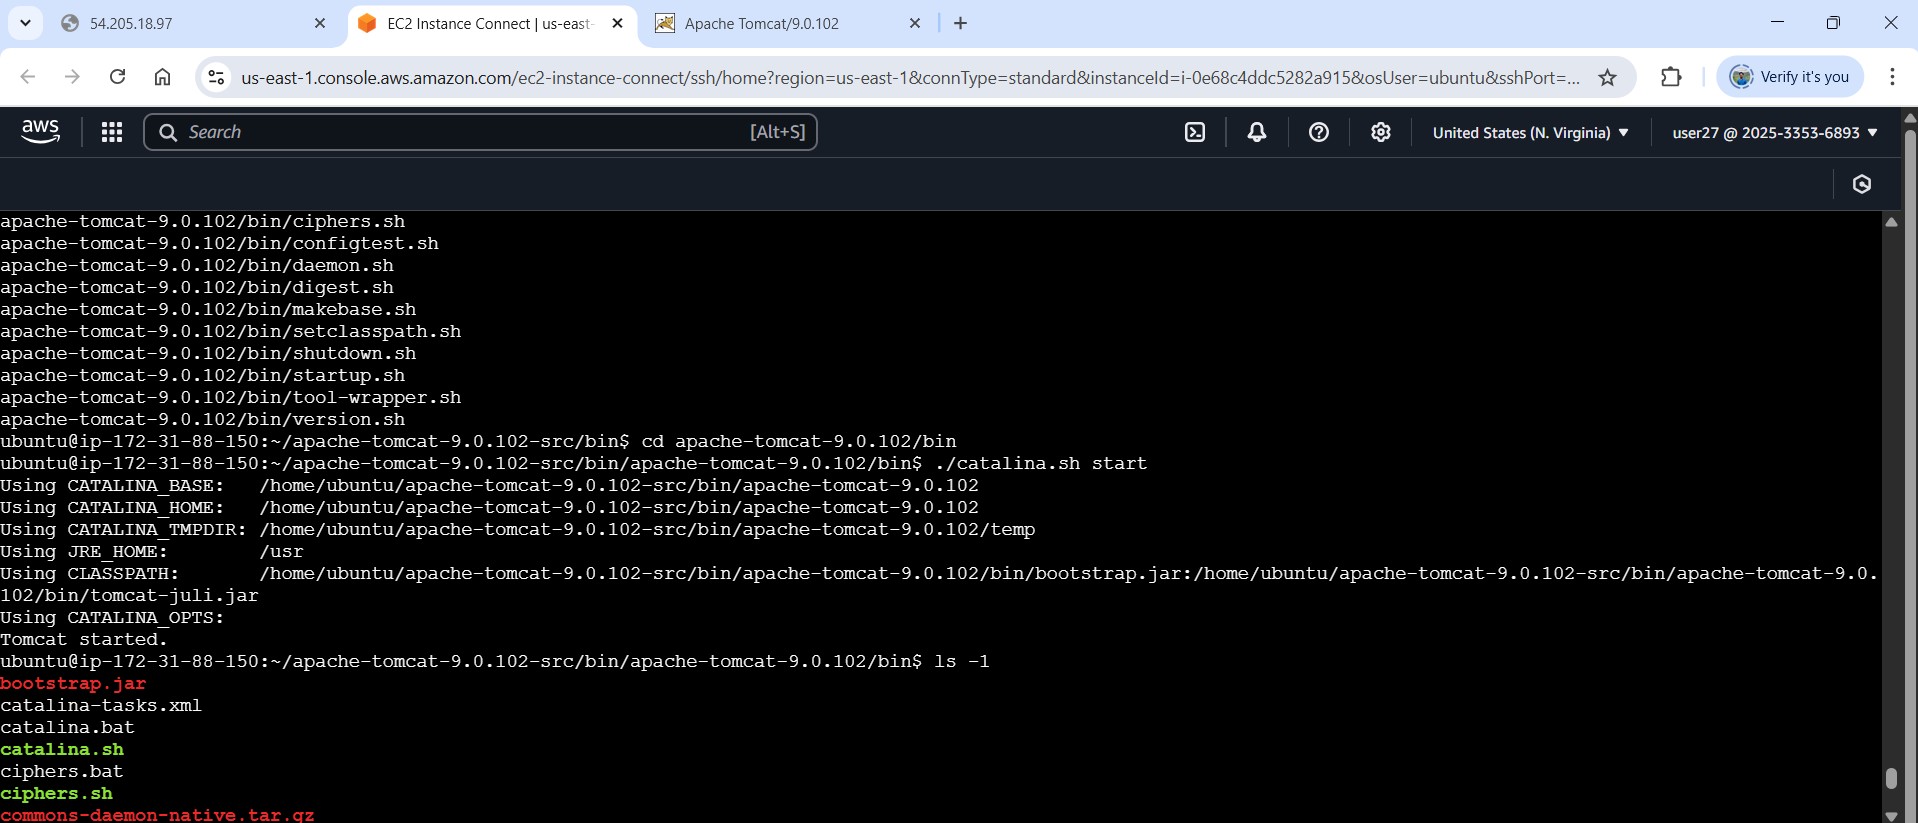 54.205.18.97
EC2 Instance Connect | us-east-
Apache Tomcat/9.0.102
us-east-1.console.aws.amazon.com/ec2-instance-connect/ssh/home?region=us-east-1&connType=standard&instanceId=i-0e68c4ddc5282a915&osUser=ubuntu&sshPort=...
Verify it's you
aws
Search
[Alt+S]
United States (N. Virginia)
user27 @ 2025-3353-6893
apache-tomcat-9.0.102/bin/ciphers.sh
apache-tomcat-9.0.102/bin/configtest.sh
apache-tomcat-9.0.102/bin/daemon.sh
apache-tomcat-9.0.102/bin/digest.sh
apache-tomcat-9.0.102/bin/makebase.sh
apache-tomcat-9.0.102/bin/setclasspath.sh
apache-tomcat-9.0.102/bin/shutdown.sh
apache-tomcat-9.0.102/bin/startup.sh
apache-tomcat-9.0.102/bin/tool-wrapper.sh
apache-tomcat-9.0.102/bin/version.sh
ubuntu@ip-172-31-88-150:~/apache-tomcat-9.0.102-src/bin$ cd apache-tomcat-9.0.102/bin
ubuntu@ip-172-31-88-150:~/apache-tomcat-9.0.102-src/bin/apache-tomcat-9.0.102/bin$ ./catalina.sh start
Using CATALINA_BASE:   /home/ubuntu/apache-tomcat-9.0.102-src/bin/apache-tomcat-9.0.102
Using CATALINA_HOME:   /home/ubuntu/apache-tomcat-9.0.102-src/bin/apache-tomcat-9.0.102
Using CATALINA_TMPDIR: /home/ubuntu/apache-tomcat-9.0.102-src/bin/apache-tomcat-9.0.102/temp
Using JRE_HOME:        /usr
Using CLASSPATH:       /home/ubuntu/apache-tomcat-9.0.102-src/bin/apache-tomcat-9.0.102/bin/bootstrap.jar:/home/ubuntu/apache-tomcat-9.0.102-src/bin/apache-tomcat-9.0.
102/bin/tomcat-juli.jar
Using CATALINA_OPTS:
Tomcat started.
ubuntu@ip-172-31-88-150:~/apache-tomcat-9.0.102-src/bin/apache-tomcat-9.0.102/bin$ ls -1
bootstrap.jar
catalina-tasks.xml
catalina.bat
catalina.sh
ciphers.bat
ciphers.sh
commons-daemon-native.tar.gz